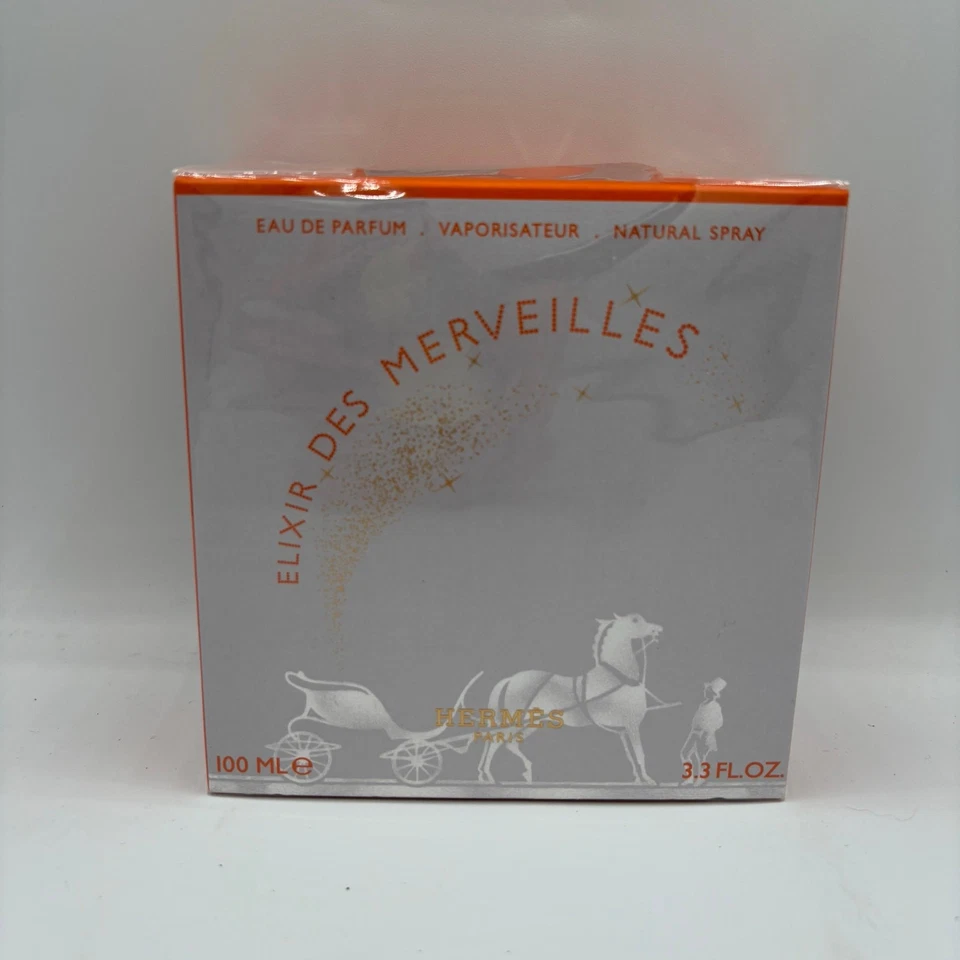 EAU DE PARFUM . VAPORISATEUR . NATURAL SPRAY
ELIXIR DES MERVEILLES
HERMÈS
PARIS
100 ML ℮
3.3 FL.OZ.